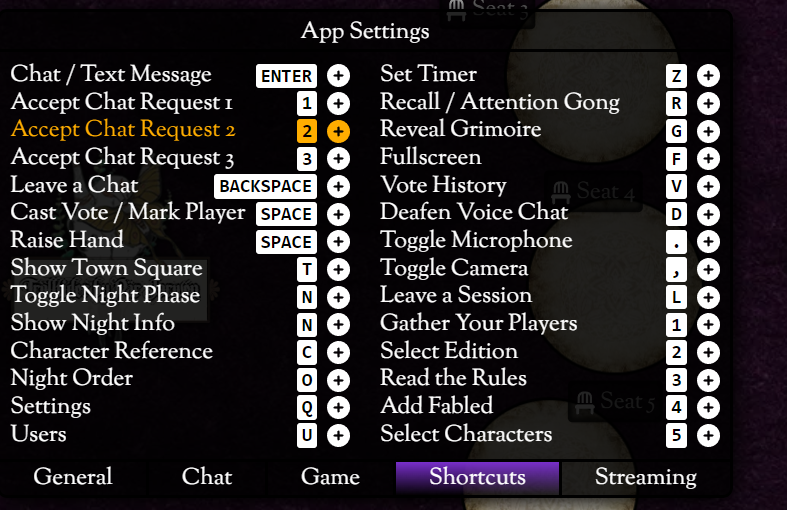 Seat 3
App Settings
Chat / Text Message ENTER +
Accept Chat Request 1 1 +
Accept Chat Request 2 2 +
Accept Chat Request 3 3 +
Leave a Chat BACKSPACE +
Cast Vote / Mark Player SPACE +
Raise Hand SPACE +
Show Town Square T +
Toggle Night Phase N +
Show Night Info N +
Character Reference C +
Night Order O +
Settings Q +
Users U +
Set Timer Z +
Recall / Attention Gong R +
Reveal Grimoire G +
Fullscreen F +
Vote History V +
Deafen Voice Chat D +
Toggle Microphone . +
Toggle Camera , +
Leave a Session L +
Gather Your Players 1 +
Select Edition 2 +
Read the Rules 3 +
Add Fabled 4 +
Select Characters 5 +
Seat 4
Seat 5
General Chat Game Shortcuts Streaming